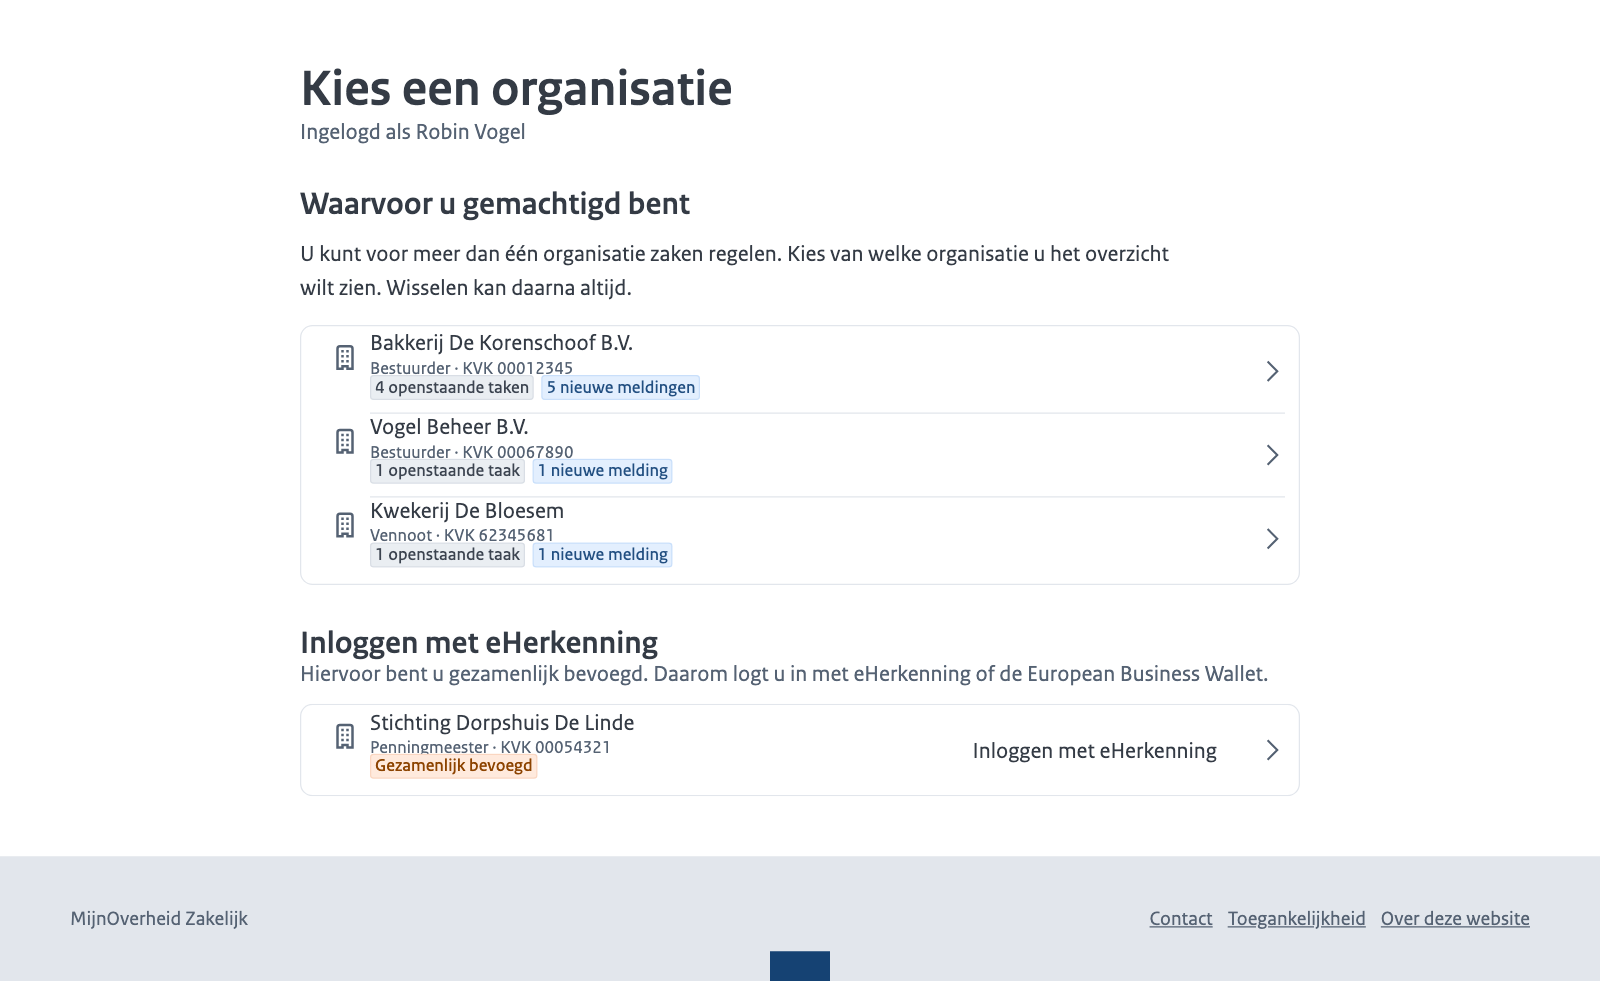 Kies een organisatie
Ingelogd als Robin Vogel
Waarvoor u gemachtigd bent
U kunt voor meer dan één organisatie zaken regelen. Kies van welke organisatie u het overzicht
wilt zien. Wisselen kan daarna altijd.
Bakkerij De Korenschoof B.V.
Bestuurder · KVK 00012345
4 openstaande taken 5 nieuwe meldingen
Vogel Beheer B.V.
Bestuurder · KVK 00067890
1 openstaande taak 1 nieuwe melding
Kwekerij De Bloesem
Vennoot · KVK 62345681
1 openstaande taak 1 nieuwe melding
Inloggen met eHerkenning
Hiervoor bent u gezamenlijk bevoegd. Daarom logt u in met eHerkenning of de European Business Wallet.
Stichting Dorpshuis De Linde
Penningmeester · KVK 00054321
Gezamenlijk bevoegd
Inloggen met eHerkenning
MijnOverheid Zakelijk
Contact Toegankelijkheid Over deze website